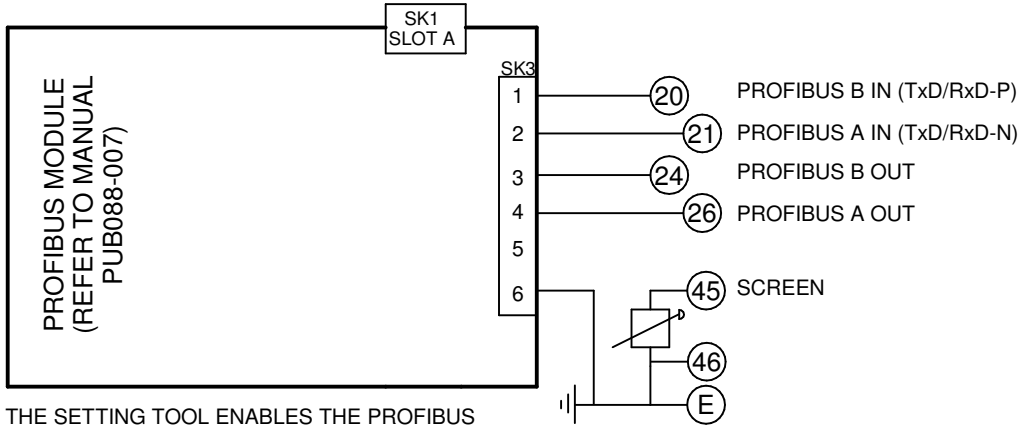 SK1
SLOT A
PROFIBUS MODULE
(REFER TO MANUAL
PUB088-007)
SK3
1 20 PROFIBUS B IN (TxD/RxD-P)
2 21 PROFIBUS A IN (TxD/RxD-N)
3 24 PROFIBUS B OUT
4 26 PROFIBUS A OUT
5
6 45 SCREEN
46
E
THE SETTING TOOL ENABLES THE PROFIBUS